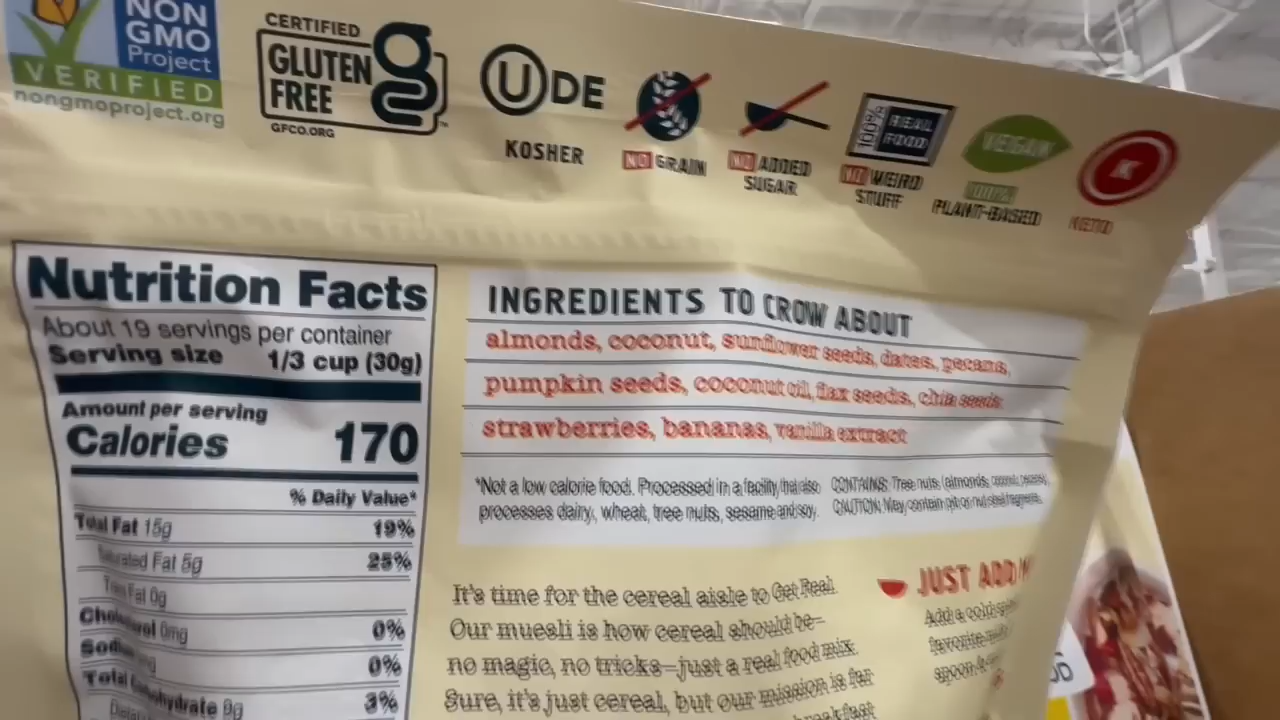 NON
GMO
Project
VERIFIED
nongmoproject.org
CERTIFIED
GLUTEN
FREE
GFCO.ORG
U DE
KOSHER
NO GRAIN
NO ADDED
SUGAR
100% REAL
FOOD
NO WEIRD
STUFF
VEGAN
100%
PLANT-BASED
K
KETO
Nutrition Facts
About 19 servings per container
Serving size 1/3 cup (30g)
Amount per serving
Calories 170
% Daily Value*
Total Fat 15g 19%
Saturated Fat 5g 25%
Trans Fat 0g
Cholesterol 0mg 0%
0%
Total Carbohydrate 9g 3%
INGREDIENTS TO CROW ABOUT
almonds, coconut, sunflower seeds, dates, pecans,
pumpkin seeds, coconut oil, flax seeds, chia seeds
strawberries, bananas, vanilla extract
*Not a low calorie food. Processed in a facility that also
processes dairy, wheat, tree nuts, sesame and soy.
CONTAINS: Tree nuts (almonds, coconut, pecans).
CAUTION: May contain pit or nut shell fragments.
It's time for the cereal aisle to Get Real.
Our muesli is how cereal should be—
no magic, no tricks—just a real food mix.
Sure, it's just cereal, but our mission is far
breakfast
JUST ADD
Add a cold
favorite